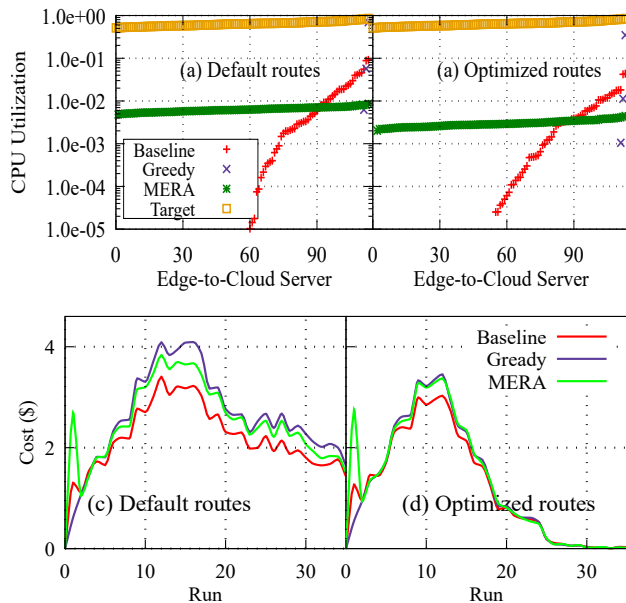 CPU Utilization
1.0e+00
1.0e-01
1.0e-02
1.0e-03
1.0e-04
1.0e-05
(a) Default routes
Baseline
Greedy
MERA
Target
0 30 60 90
Edge-to-Cloud Server
(a) Optimized routes
0 30 60 90
Edge-to-Cloud Server
Cost ($)
4
2
0
(c) Default routes
0 10 20 30
Run
Baseline
Gready
MERA
(d) Optimized routes
0 10 20 30
Run